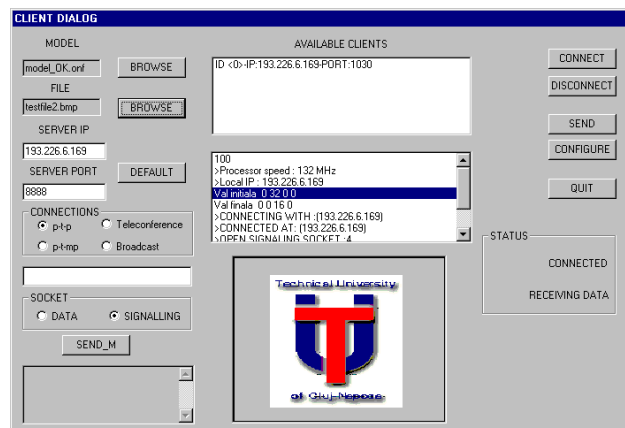 CLIENT DIALOG
MODEL
model_OK.onf
BROWSE
FILE
testfile2.bmp
BROWSE
SERVER IP
193.226.6.169
SERVER PORT
8888
DEFAULT
CONNECTIONS
p-t-p
Teleconference
p-t-mp
Broadcast
SOCKET
DATA
SIGNALLING
SEND_M
AVAILABLE CLIENTS
ID <0>-IP:193.226.6.169-PORT:1030
100
>Processor speed : 132 MHz
>Local IP : 193.226.6.169
Val initiala 0 32 0 0
Val finala 0 0 16 0
>CONNECTING WITH :(193.226.6.169)
>CONNECTED AT: (193.226.6.169)
>OPEN SIGNALING SOCKET :4
Technical University
UT
of Cluj-Napoca
CONNECT
DISCONNECT
SEND
CONFIGURE
QUIT
STATUS
CONNECTED
RECEIVING DATA